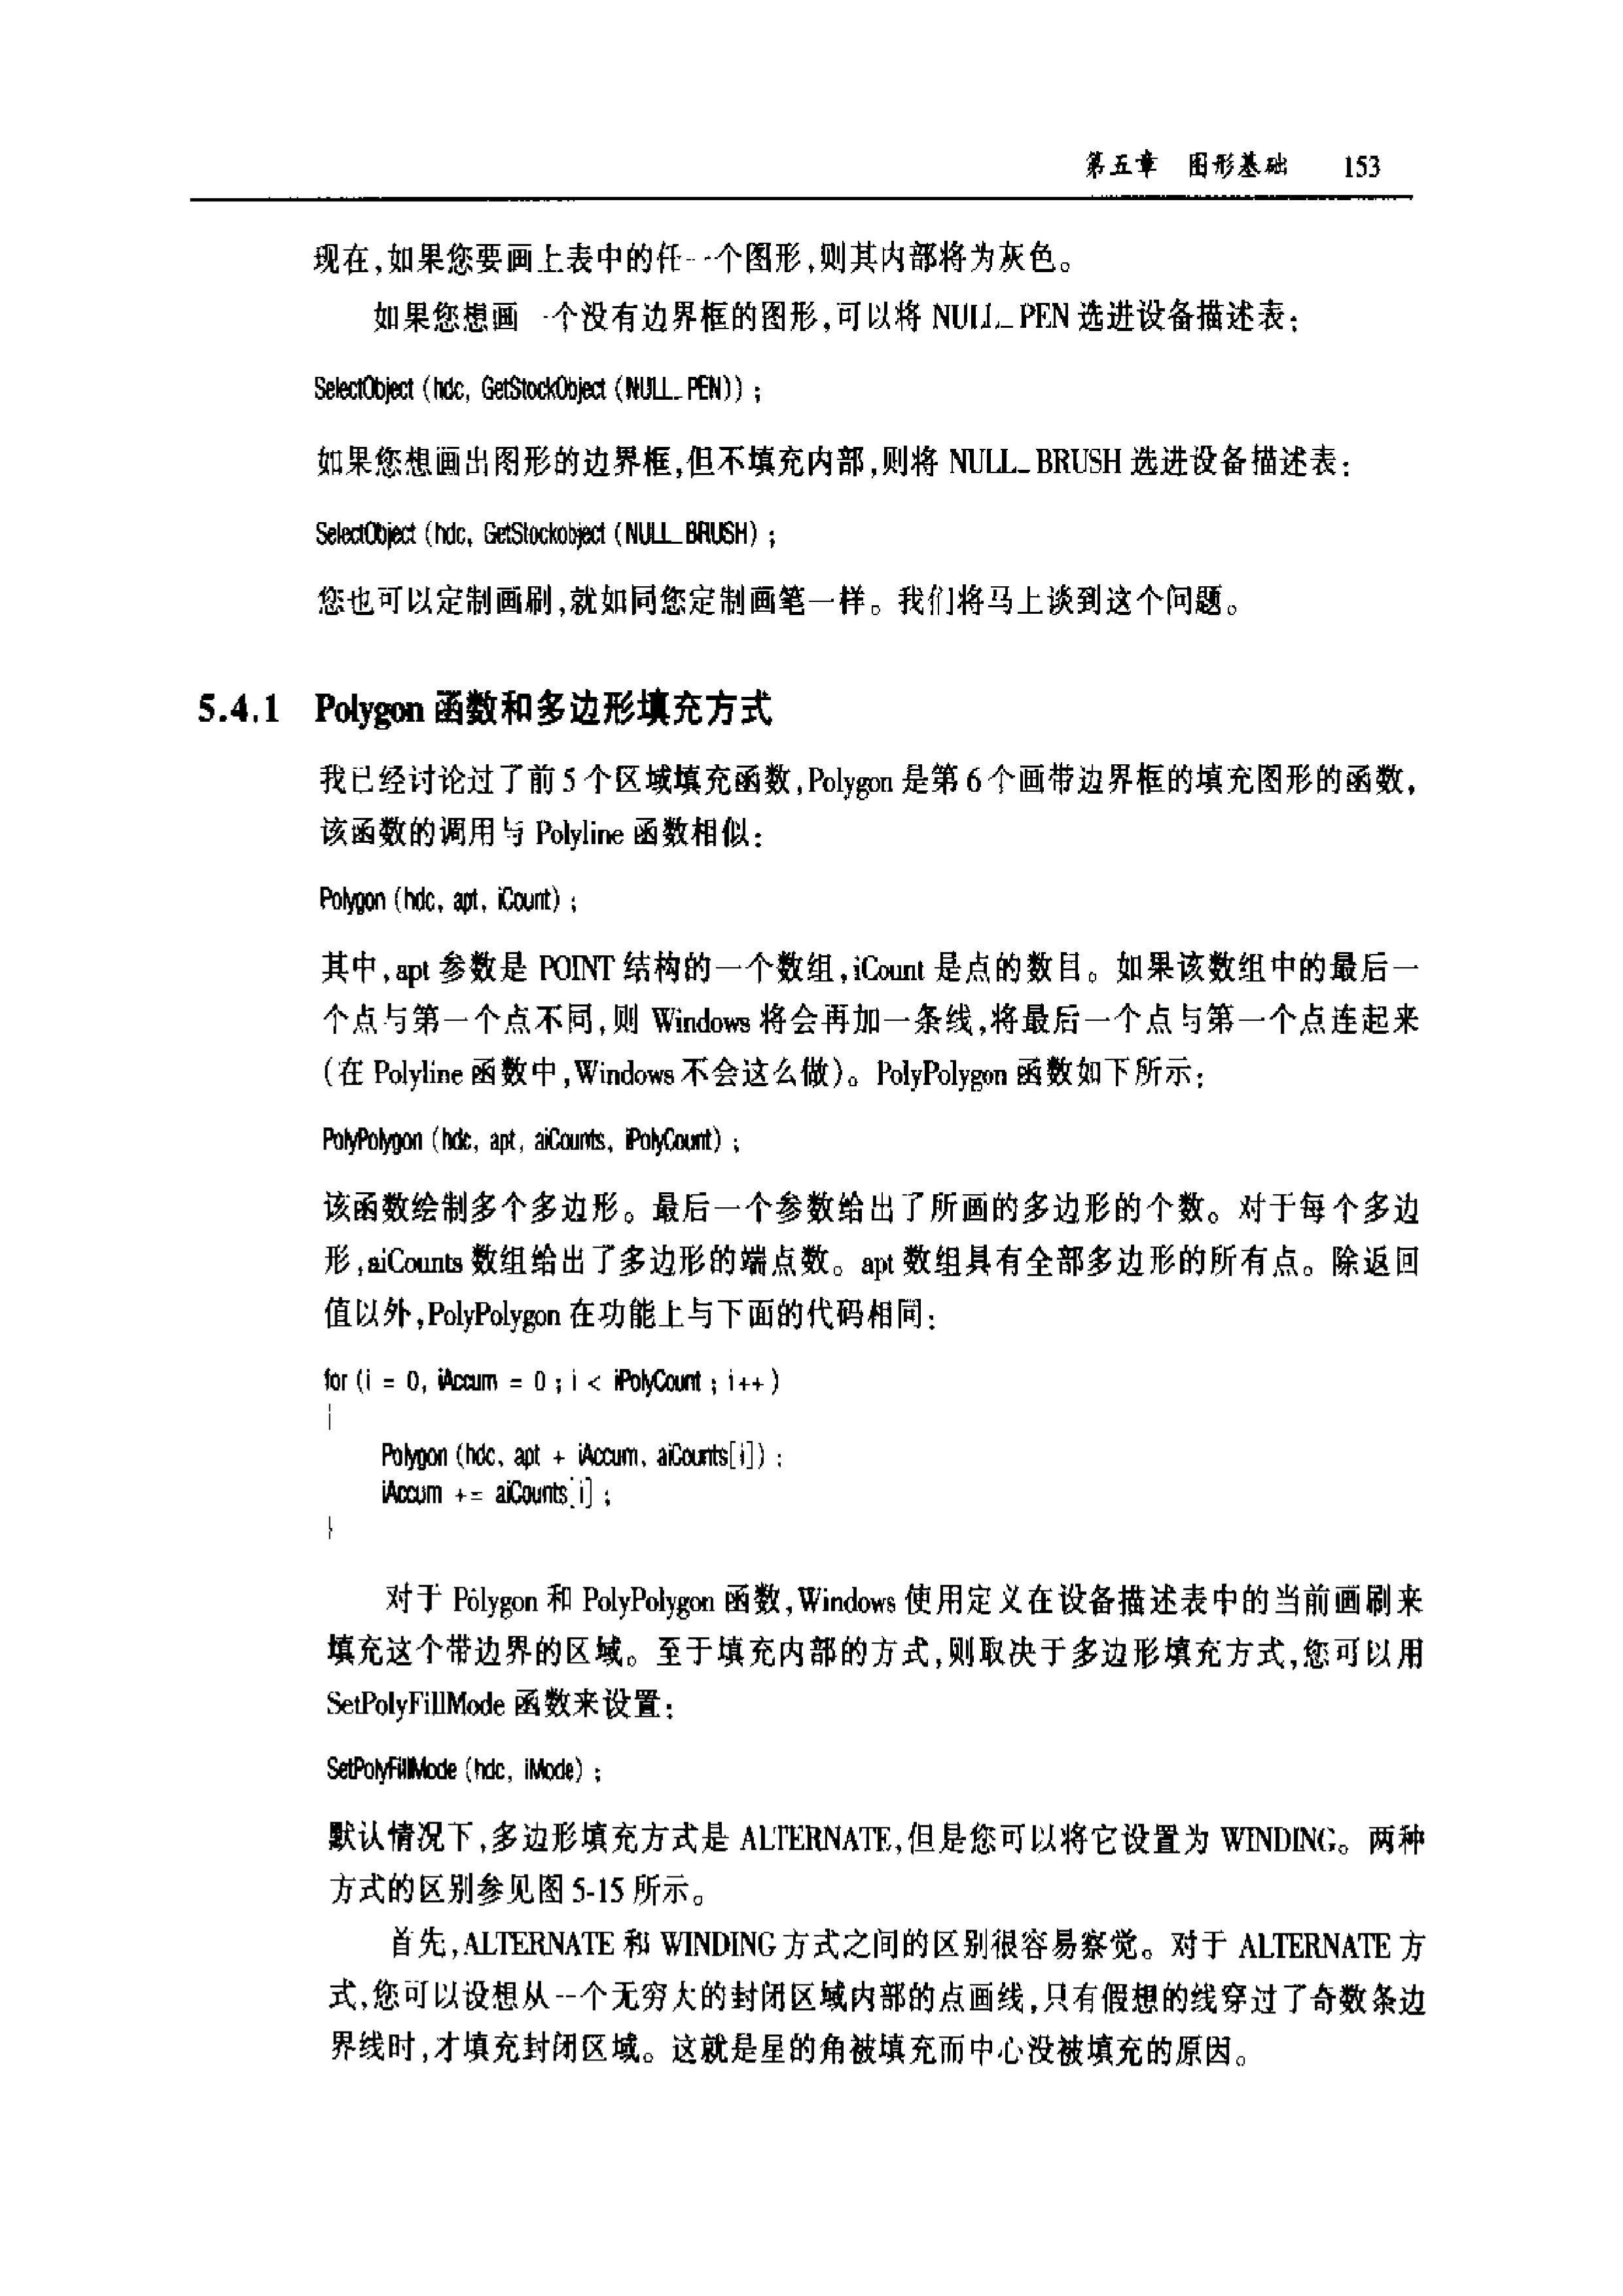 第五章 图形基础 153
现在,如果您要画上表中的任一个图形,则其内部将为灰色。
如果您想画一个没有边界框的图形,可以将 NULL_PEN 选进设备描述表:
SelectObject (hdc, GetStockObject (NULL_PEN)) ;
如果您想画出图形的边界框,但不填充内部,则将 NULL_BRUSH 选进设备描述表:
SelectObject (hdc, GetStockobject (NULL_BRUSH) ;
您也可以定制画刷,就如同您定制画笔一样。我们将马上谈到这个问题。
5.4.1 Polygon 函数和多边形填充方式
我已经讨论过了前 5 个区域填充函数,Polygon 是第 6 个画带边界框的填充图形的函数,
该函数的调用与 Polyline 函数相似:
Polygon (hdc, apt, iCount) ;
其中,apt 参数是 POINT 结构的一个数组,iCount 是点的数目。如果该数组中的最后一
个点与第一个点不同,则 Windows 将会再加一条线,将最后一个点与第一个点连起来
(在 Polyline 函数中,Windows 不会这么做)。PolyPolygon 函数如下所示:
PolyPolygon (hdc, apt, aiCounts, iPolyCount) ;
该函数绘制多个多边形。最后一个参数给出了所画的多边形的个数。对于每个多边
形,aiCounts 数组给出了多边形的端点数。apt 数组具有全部多边形的所有点。除返回
值以外,PolyPolygon 在功能上与下面的代码相同:
for (i = 0, iAccum = 0 ; i < iPolyCount ; i++ )
{
Polygon (hdc, apt + iAccum, aiCounts[i]) ;
iAccum += aiCounts[i] ;
}
对于 Polygon 和 PolyPolygon 函数,Windows 使用定义在设备描述表中的当前画刷来
填充这个带边界的区域。至于填充内部的方式,则取决于多边形填充方式,您可以用
SetPolyFillMode 函数来设置:
SetPolyFillMode (hdc, iMode) ;
默认情况下,多边形填充方式是 ALTERNATE,但是您可以将它设置为 WINDING。两种
方式的区别参见图 5-15 所示。
首先,ALTERNATE 和 WINDING 方式之间的区别很容易察觉。对于 ALTERNATE 方
式,您可以设想从一个无穷大的封闭区域内部的点画线,只有假想的线穿过了奇数条边
界线时,才填充封闭区域。这就是星的角被填充而中心没被填充的原因。